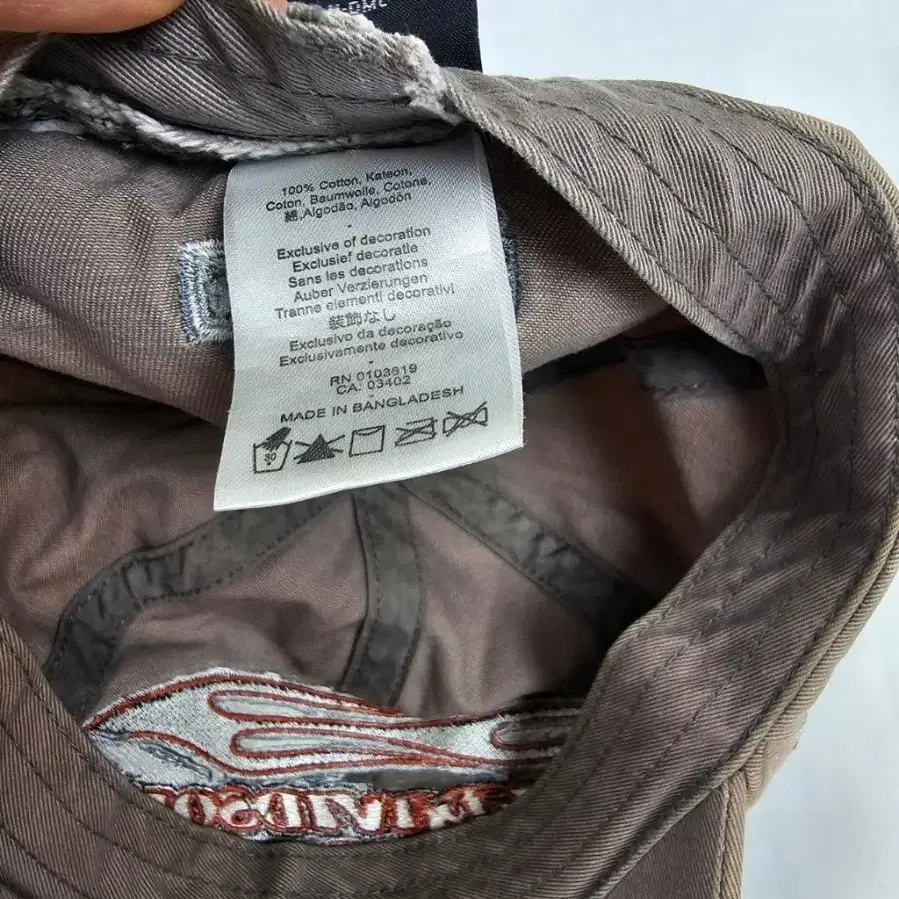 100% Cotton, Katoen,
Coton, Baumwolle, Cotone,
綿,Algodão, Algodón
-
Exclusive of decoration
Exclusief decoratie
Sans les decorations
Auber Verzierungen
Tranne elementi decorativi
装飾なし
Exclusivo da decoração
Exclusivamente decorativo
-
RN 0103819
CA. 03402
-
MADE IN BANGLADESH
30